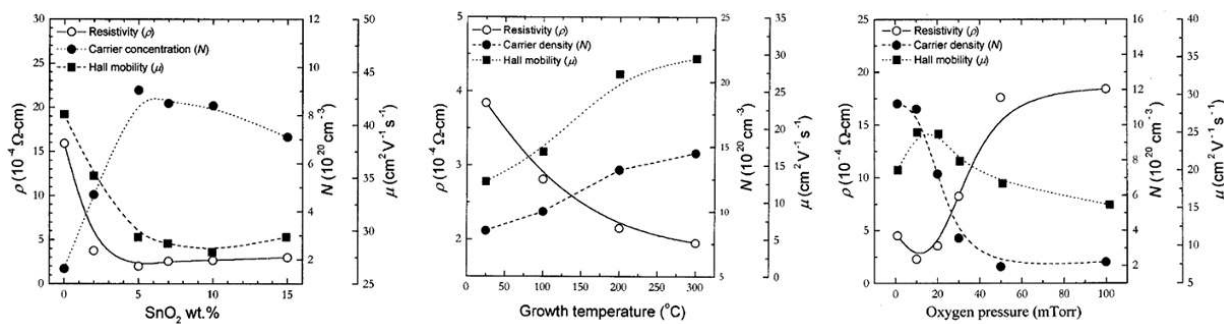 Resistivity (ρ)
Carrier concentration (N)
Hall mobility (μ)
ρ (10⁻⁴ Ω-cm)
30
25
20
15
10
5
0
0 5 10 15
SnO₂ wt.%
12
10
8
6
4
2
N (10²⁰ cm⁻³)
50
45
40
35
30
25
μ (cm² V⁻¹ s⁻¹)
Resistivity (ρ)
Carrier density (N)
Hall mobility (μ)
ρ (10⁻⁴ Ω-cm)
5
4
3
2
0 100 200 300
Growth temperature (°C)
25
20
15
10
5
N (10²⁰ cm⁻³)
35
30
25
20
15
10
5
0
μ (cm² V⁻¹ s⁻¹)
Resistivity (ρ)
Carrier density (N)
Hall mobility (μ)
ρ (10⁻⁴ Ω-cm)
25
20
15
10
5
0
0 20 40 60 80 100
Oxygen pressure (mTorr)
16
14
12
10
8
6
4
2
N (10²⁰ cm⁻³)
40
35
30
25
20
15
10
5
μ (cm² V⁻¹ s⁻¹)